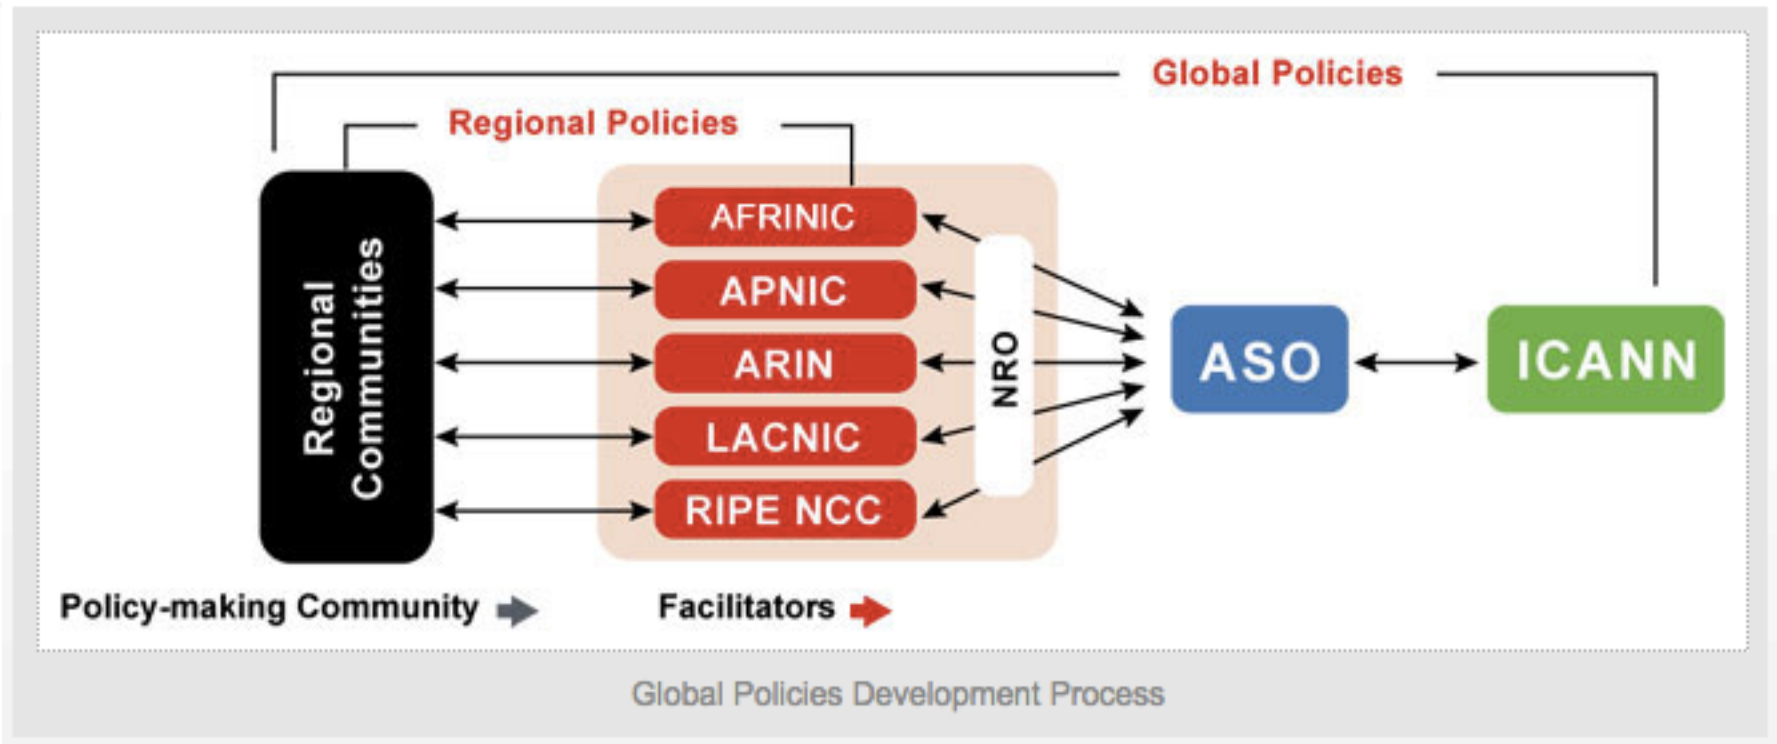 Global Policies
Regional Policies
Regional
Communities
AFRINIC
APNIC
ARIN
LACNIC
RIPE NCC
NRO
ASO
ICANN
Policy-making Community
Facilitators
Global Policies Development Process